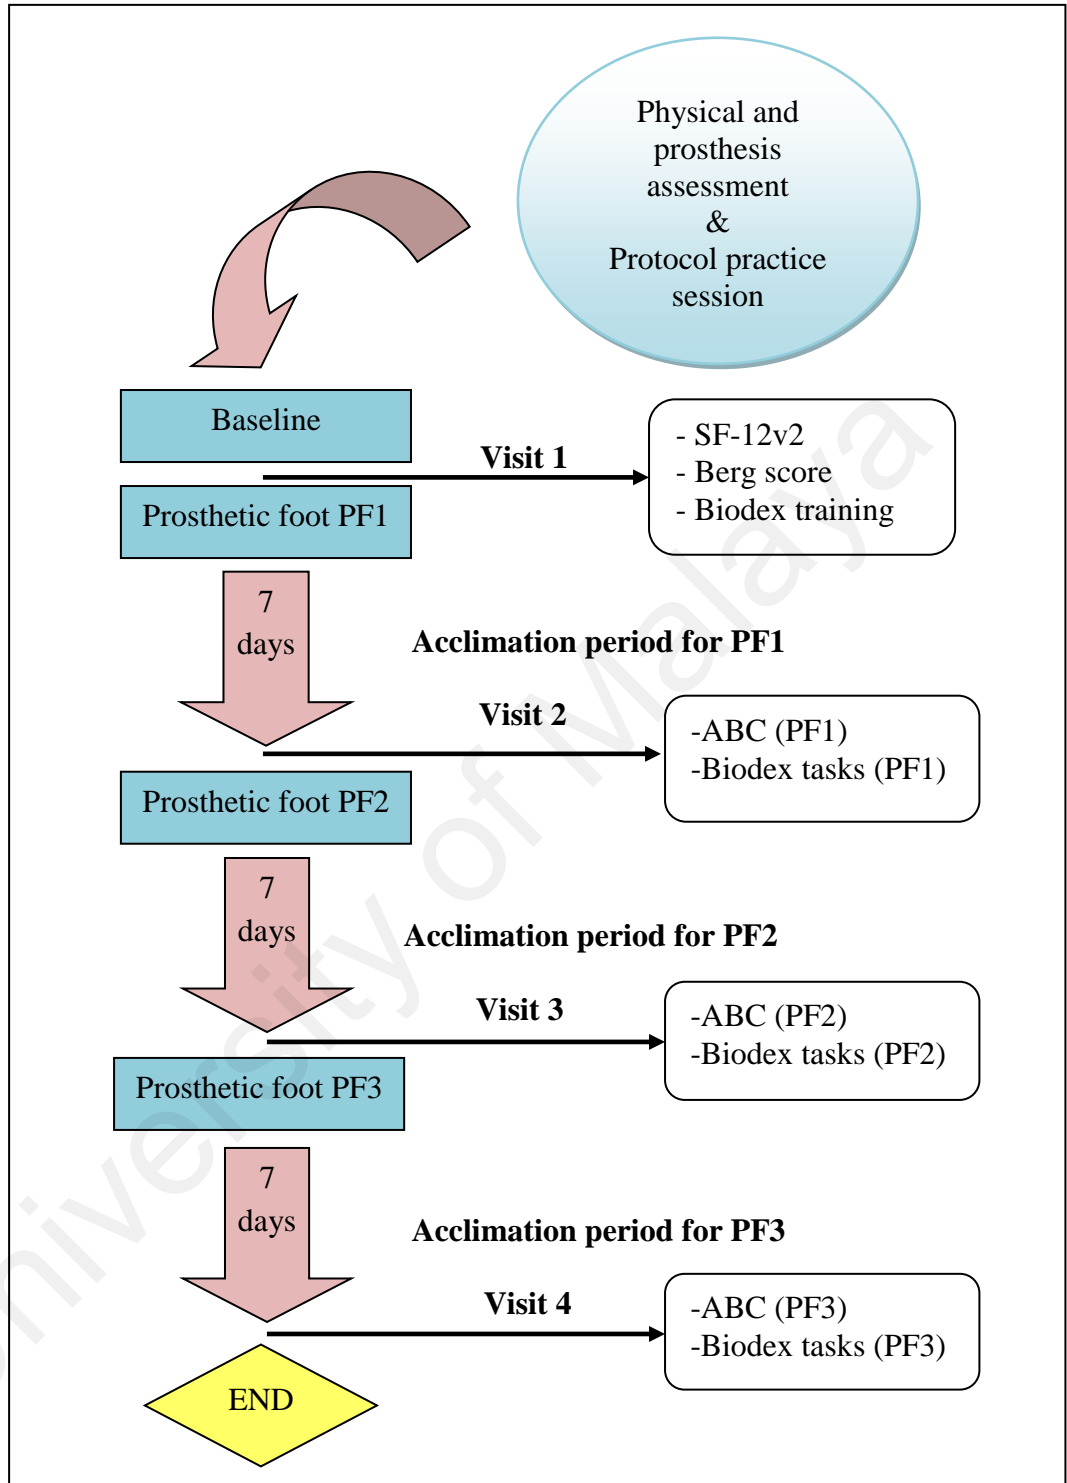 Physical and
prosthesis
assessment
&
Protocol practice
session
Baseline
Visit 1
- SF-12v2
- Berg score
- Biodex training
Prosthetic foot PF1
7
days
Acclimation period for PF1
Visit 2
-ABC (PF1)
-Biodex tasks (PF1)
Prosthetic foot PF2
7
days
Acclimation period for PF2
Visit 3
-ABC (PF2)
-Biodex tasks (PF2)
Prosthetic foot PF3
7
days
Acclimation period for PF3
Visit 4
-ABC (PF3)
-Biodex tasks (PF3)
END
University of Malaya